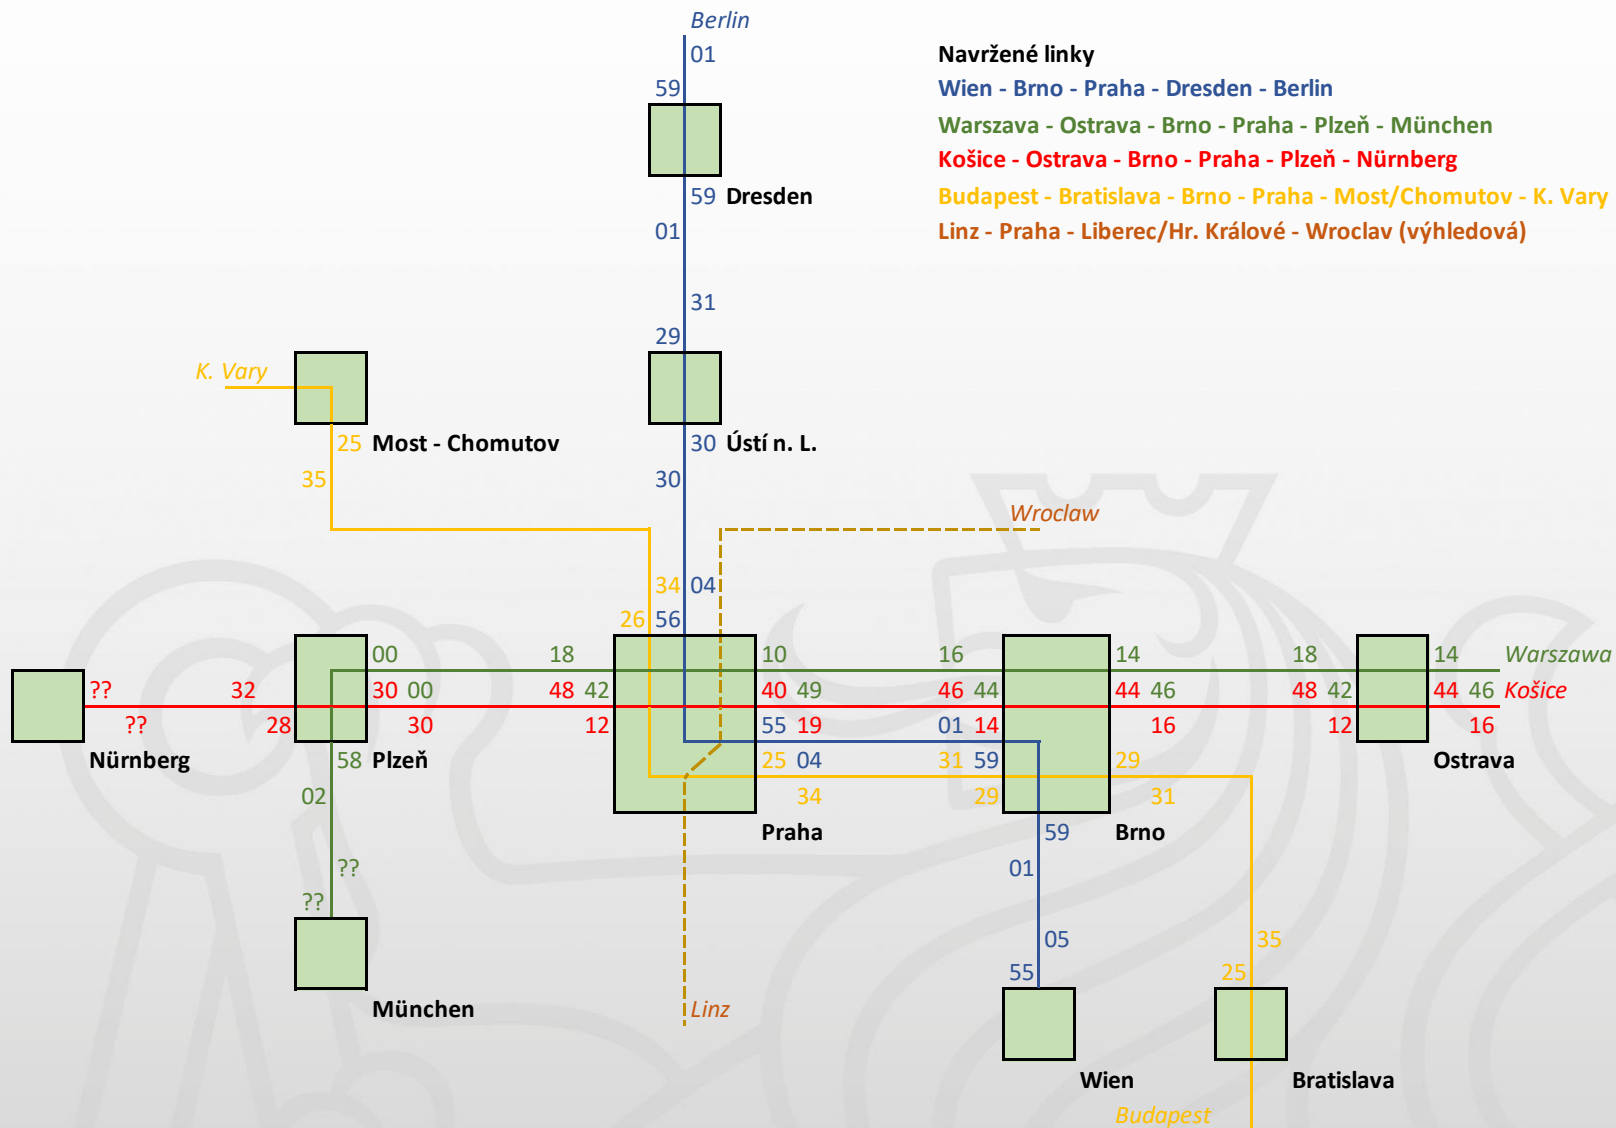 Berlin
01
59
Navržené linky
Wien - Brno - Praha - Dresden - Berlin
Warszava - Ostrava - Brno - Praha - Plzeň - München
Košice - Ostrava - Brno - Praha - Plzeň - Nürnberg
Budapest - Bratislava - Brno - Praha - Most/Chomutov - K. Vary
Linz - Praha - Liberec/Hr. Králové - Wroclav (výhledová)
59 Dresden
01
31
29
K. Vary
25 Most - Chomutov
35
30 Ústí n. L.
30
Wroclaw
34 04
26 56
00 18 10 16 14 18 14 Warszawa
?? 32 30 00 48 42 40 49 46 44 44 46 48 42 44 46 Košice
?? 28 30 12 55 19 01 14 16 12 16
Nürnberg 58 Plzeň 25 04 31 59 29 Ostrava
02 34 29 31
Praha 59 Brno
?? 01
??
05 35
55 25
München Linz
Wien Bratislava
Budapest